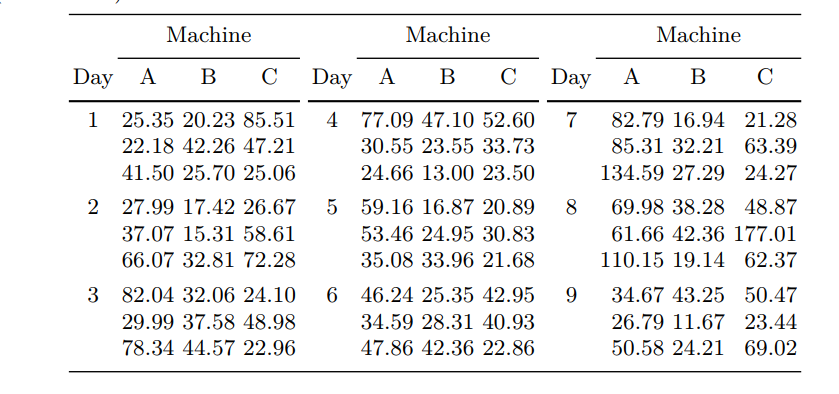 Machine Machine Machine
Day A B C Day A B C Day A B C
1 25.35 20.23 85.51 4 77.09 47.10 52.60 7 82.79 16.94 21.28
22.18 42.26 47.21 30.55 23.55 33.73 85.31 32.21 63.39
41.50 25.70 25.06 24.66 13.00 23.50 134.59 27.29 24.27
2 27.99 17.42 26.67 5 59.16 16.87 20.89 8 69.98 38.28 48.87
37.07 15.31 58.61 53.46 24.95 30.83 61.66 42.36 177.01
66.07 32.81 72.28 35.08 33.96 21.68 110.15 19.14 62.37
3 82.04 32.06 24.10 6 46.24 25.35 42.95 9 34.67 43.25 50.47
29.99 37.58 48.98 34.59 28.31 40.93 26.79 11.67 23.44
78.34 44.57 22.96 47.86 42.36 22.86 50.58 24.21 69.02